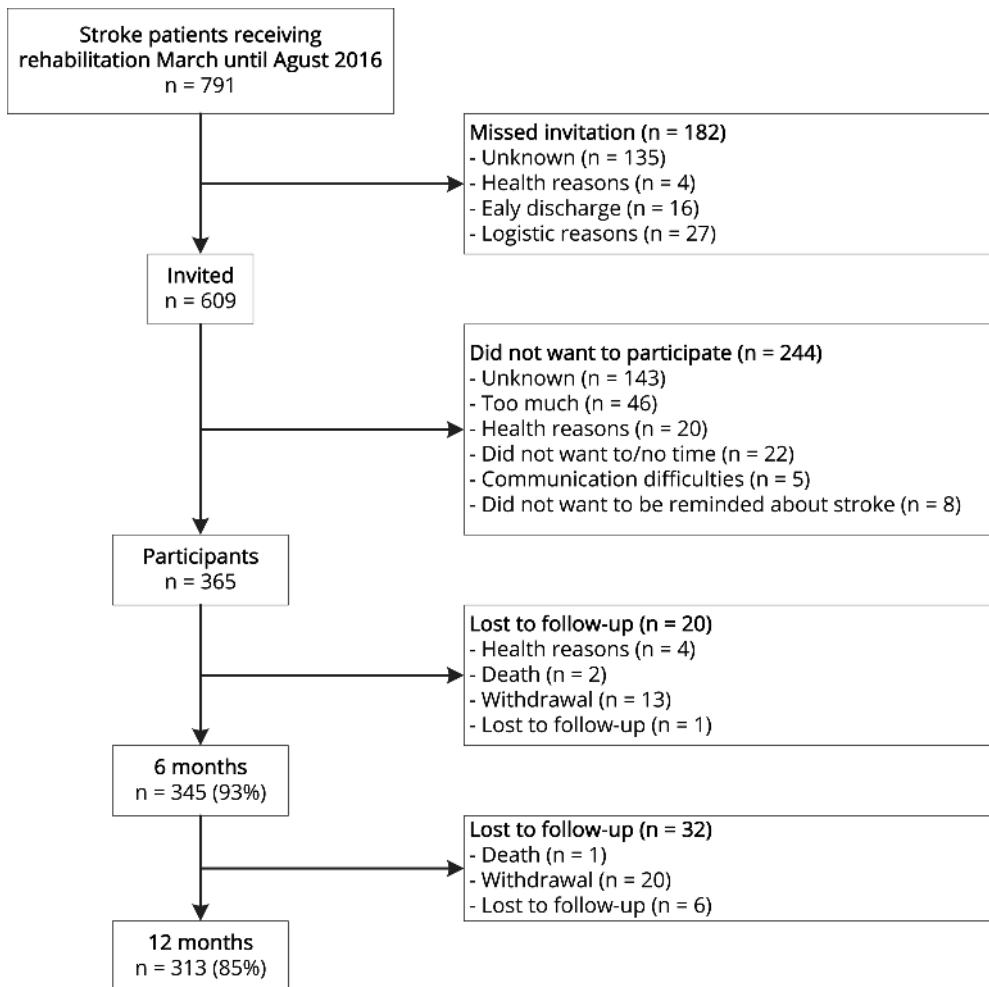 Stroke patients receiving
rehabilitation March until Agust 2016
n = 791
Missed invitation (n = 182)
- Unknown (n = 135)
- Health reasons (n = 4)
- Ealy discharge (n = 16)
- Logistic reasons (n = 27)
Invited
n = 609
Did not want to participate (n = 244)
- Unknown (n = 143)
- Too much (n = 46)
- Health reasons (n = 20)
- Did not want to/no time (n = 22)
- Communication difficulties (n = 5)
- Did not want to be reminded about stroke (n = 8)
Participants
n = 365
Lost to follow-up (n = 20)
- Health reasons (n = 4)
- Death (n = 2)
- Withdrawal (n = 13)
- Lost to follow-up (n = 1)
6 months
n = 345 (93%)
Lost to follow-up (n = 32)
- Death (n = 1)
- Withdrawal (n = 20)
- Lost to follow-up (n = 6)
12 months
n = 313 (85%)